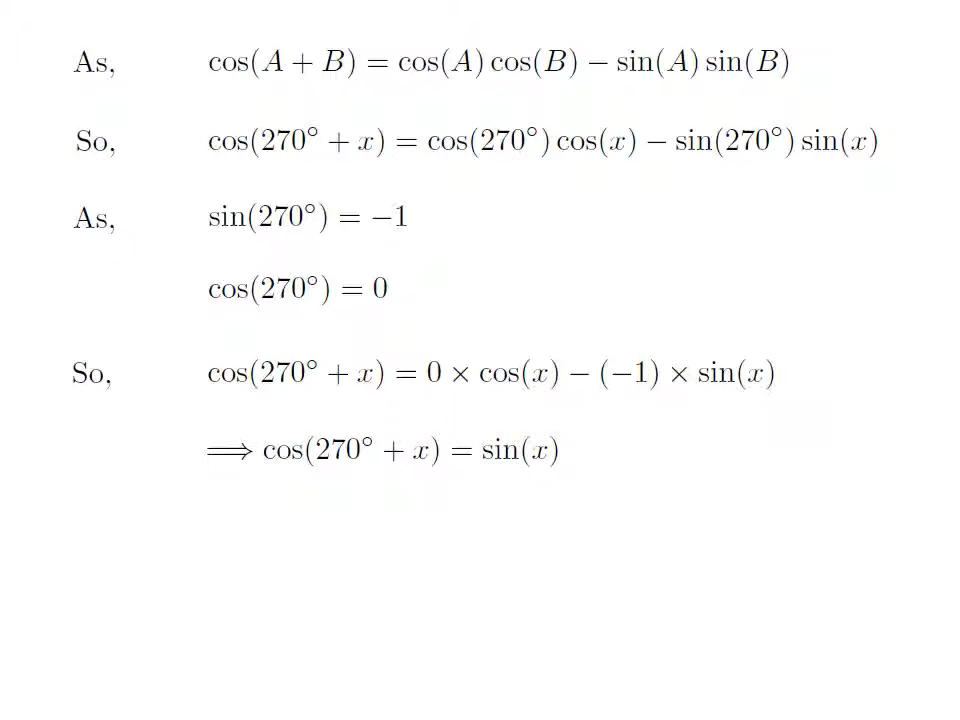 As, cos(A + B) = cos(A) cos(B) − sin(A) sin(B)
So, cos(270° + x) = cos(270°) cos(x) − sin(270°) sin(x)
As, sin(270°) = −1
cos(270°) = 0
So, cos(270° + x) = 0 × cos(x) − (−1) × sin(x)
⟹ cos(270° + x) = sin(x)